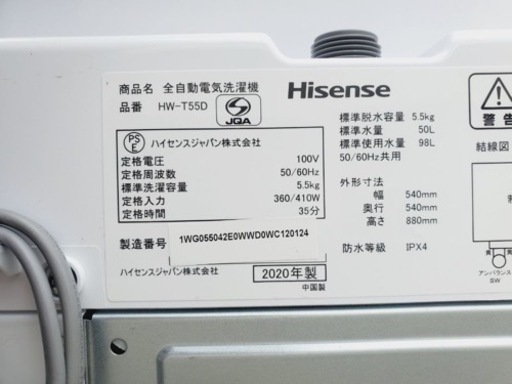 商品名 全自動電気洗濯機
品番 HW-T55D
JQA
Hisense
PS
E
ハイセンスジャパン株式会社
定格電圧 100V
定格周波数 50/60Hz
標準洗濯容量 5.5kg
定格入力 360/410W
定格時間 35分
製造番号 1WG055042E0WWD0WC120124
ハイセンスジャパン株式会社 2020年製
中国製
標準脱水容量 5.5kg
標準水量 50L
標準使用水量 98L
50/60Hz共用
外形寸法
幅 540mm
奥行 540mm
高さ 880mm
防水等級 IPX4
警告
結線図
アンバランス
SW